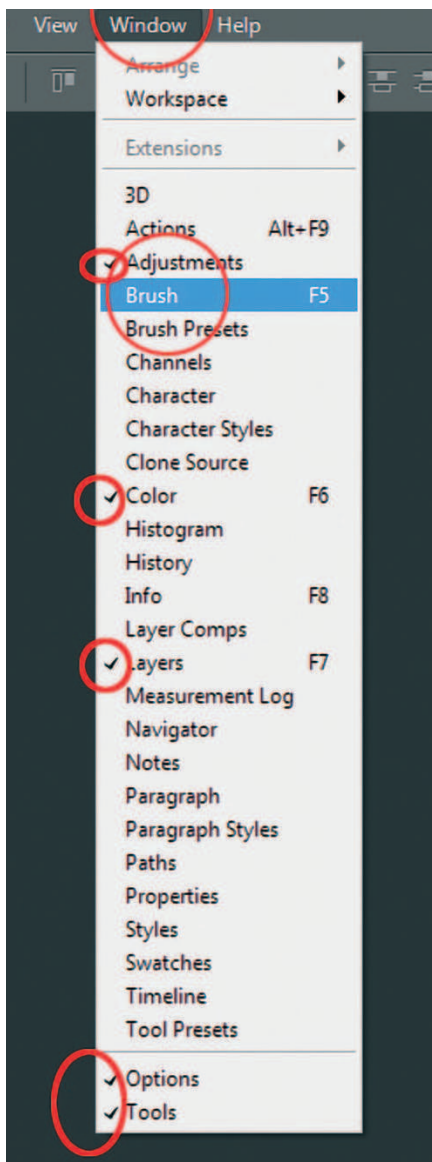 View Window Help
Arrange
Workspace
Extensions
3D
Actions Alt+F9
Adjustments
Brush F5
Brush Presets
Channels
Character
Character Styles
Clone Source
Color F6
Histogram
History
Info F8
Layer Comps
Layers F7
Measurement Log
Navigator
Notes
Paragraph
Paragraph Styles
Paths
Properties
Styles
Swatches
Timeline
Tool Presets
Options
Tools